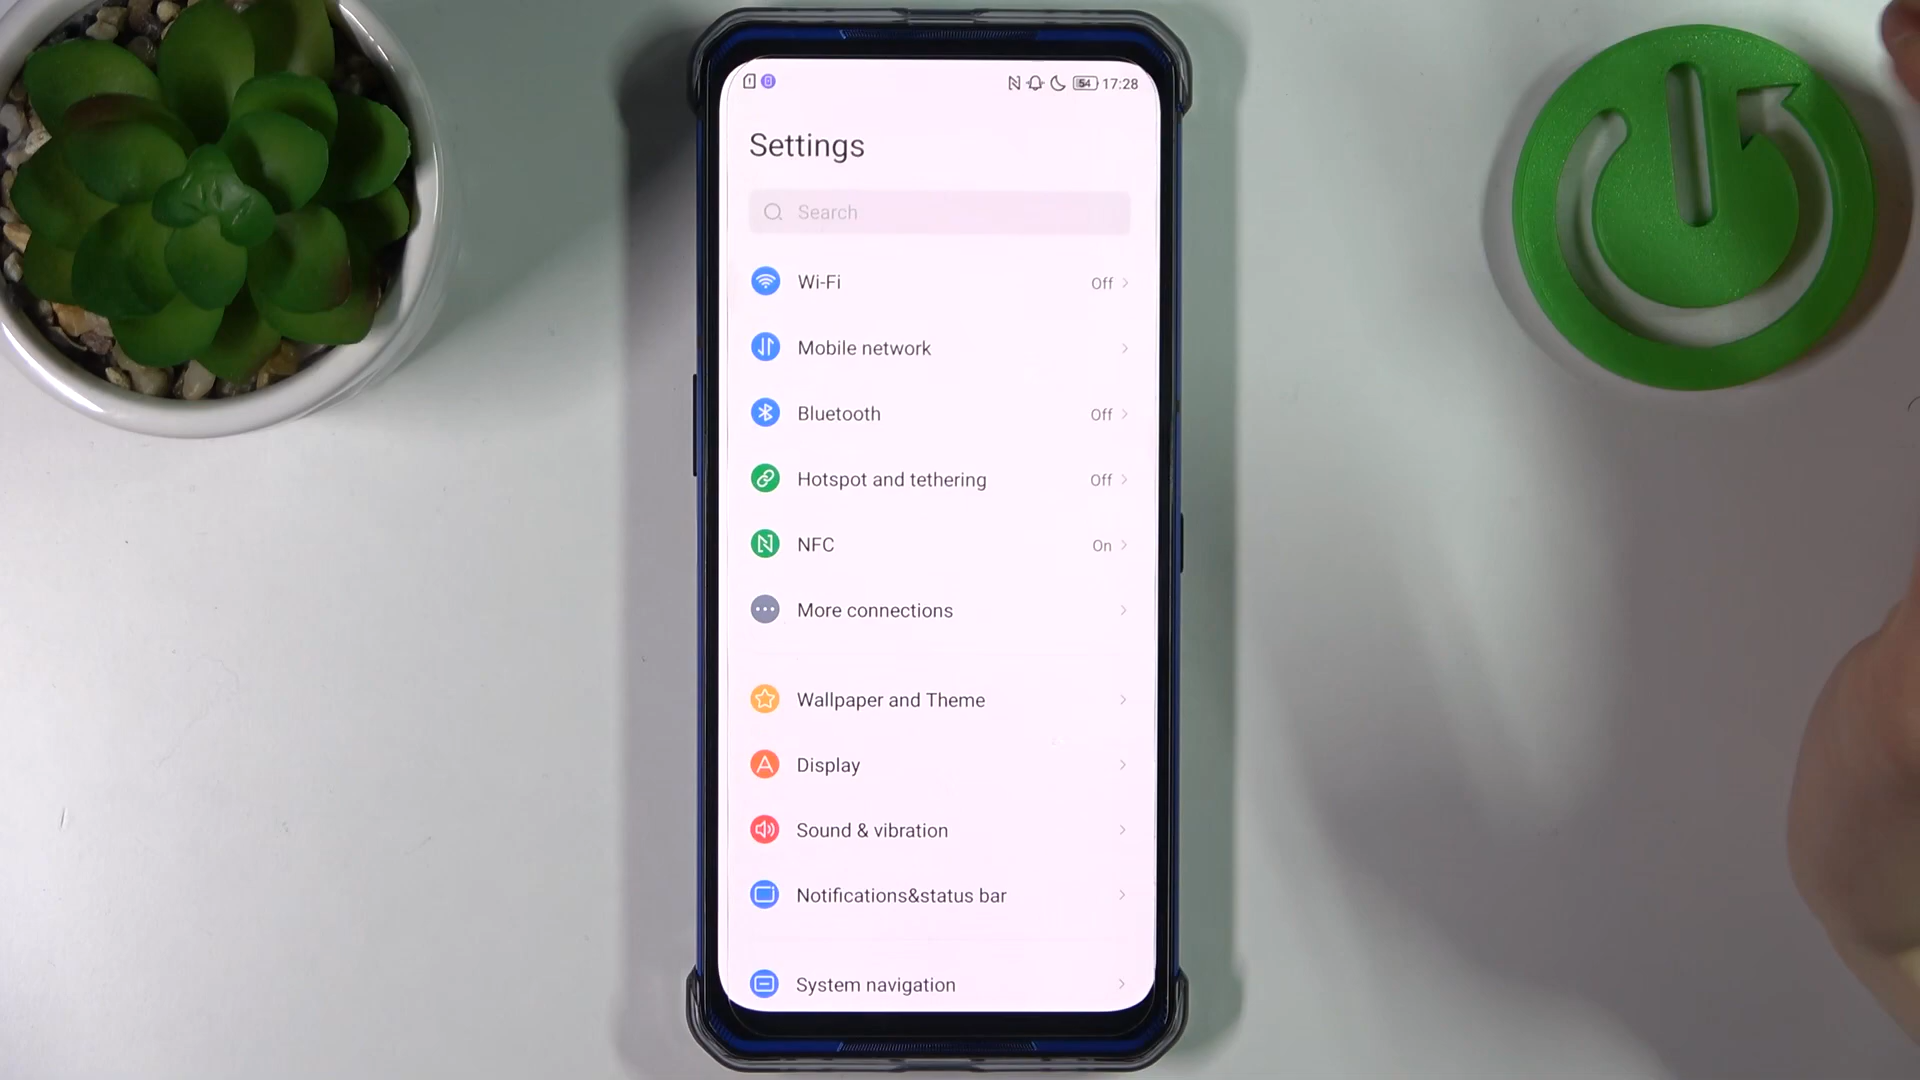 54 17:28
Settings
Search
Wi-Fi Off
Mobile network
Bluetooth Off
Hotspot and tethering Off
NFC On
More connections
Wallpaper and Theme
Display
Sound & vibration
Notifications&status bar
System navigation